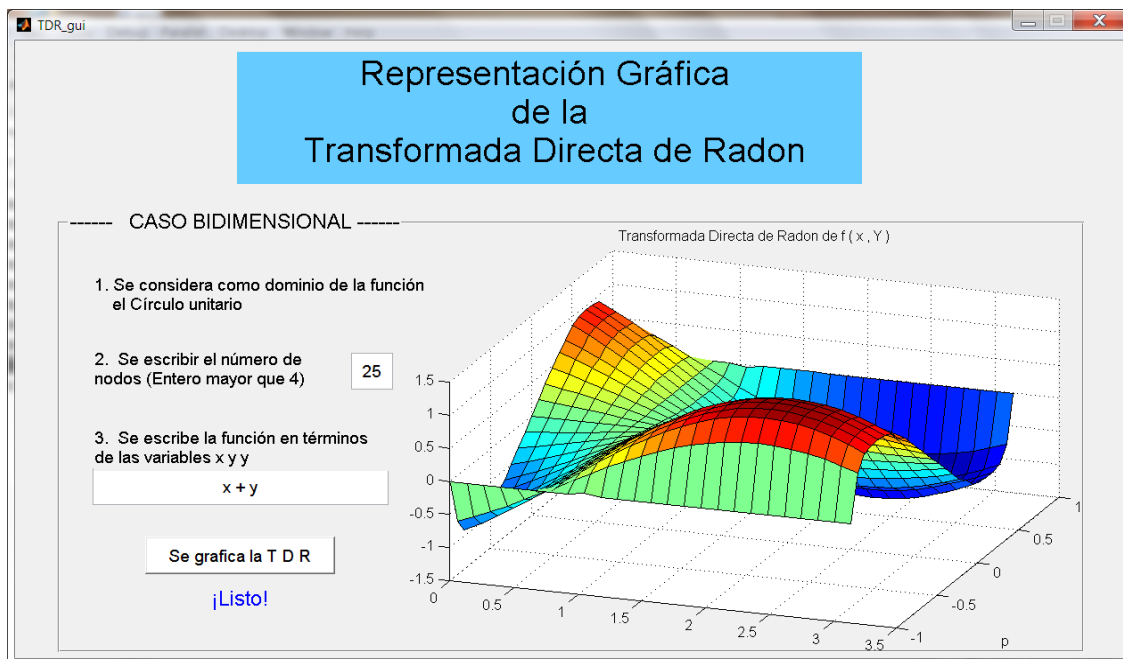 TDR_gui
Representación Gráfica
de la
Transformada Directa de Radon
------ CASO BIDIMENSIONAL ------
1. Se considera como dominio de la función
el Círculo unitario
2. Se escribir el número de
nodos (Entero mayor que 4)
25
3. Se escribe la función en términos
de las variables x y y
x + y
Se grafica la T D R
¡Listo!
Transformada Directa de Radon de f ( x , Y )
1.5
1
0.5
0
-0.5
-1
-1.5
0
0.5
1
1.5
2
2.5
3
3.5
-1
-0.5
0
0.5
1
p